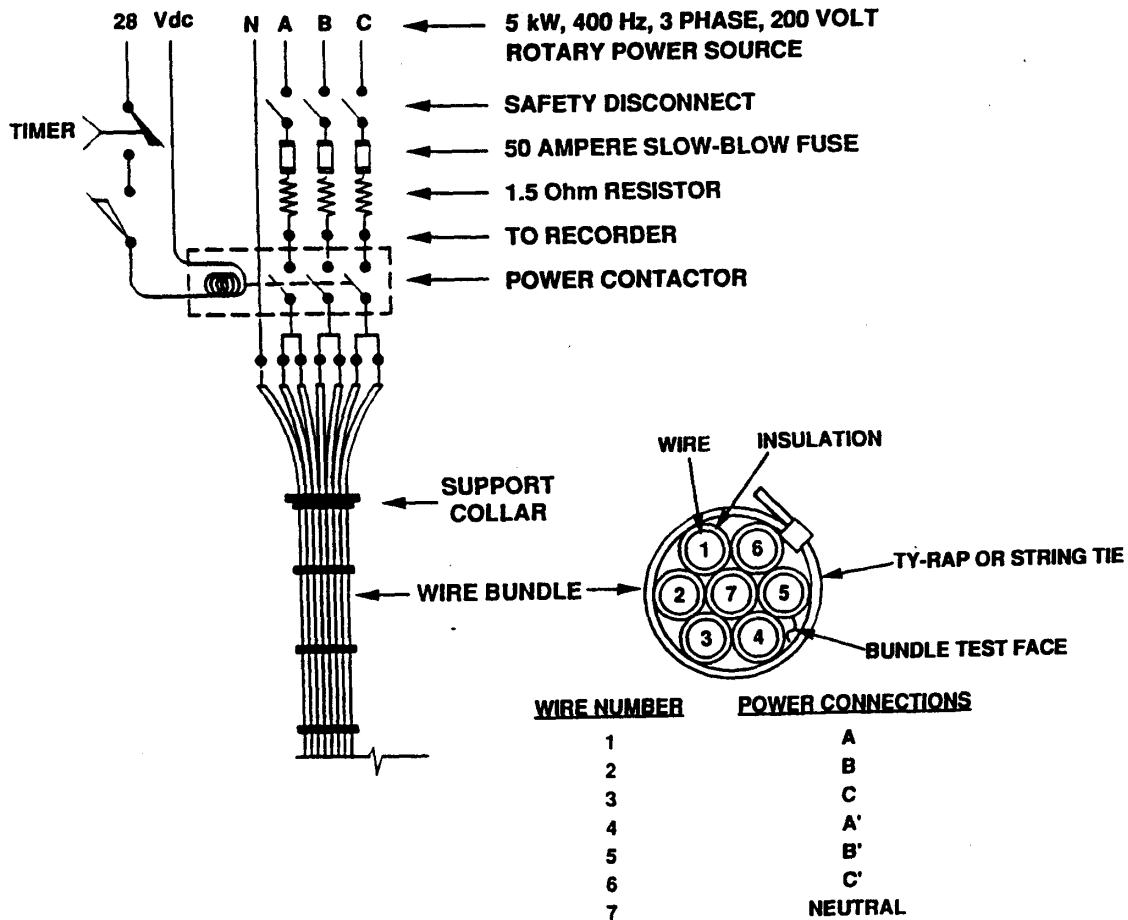 28 Vdc N A B C
5 kW, 400 Hz, 3 PHASE, 200 VOLT
ROTARY POWER SOURCE
SAFETY DISCONNECT
TIMER
50 AMPERE SLOW-BLOW FUSE
1.5 Ohm RESISTOR
TO RECORDER
POWER CONTACTOR
WIRE INSULATION
SUPPORT
COLLAR
1 6
TY-RAP OR STRING TIE
WIRE BUNDLE
2 7 5
3 4
BUNDLE TEST FACE
WIRE NUMBER POWER CONNECTIONS
1 A
2 B
3 C
4 A'
5 B'
6 C'
7 NEUTRAL